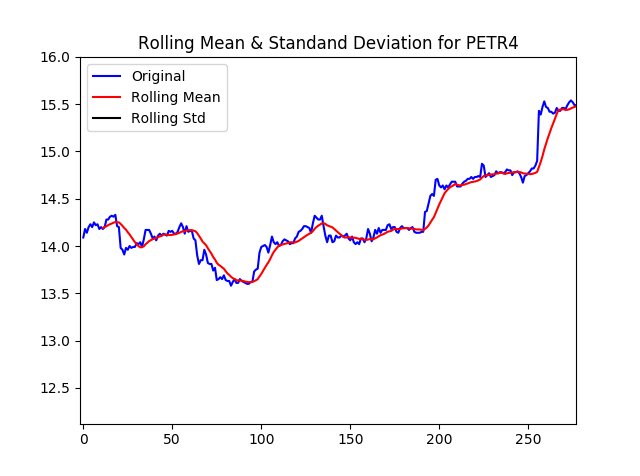 Rolling Mean & Standand Deviation for PETR4
16.0
15.5
15.0
14.5
14.0
13.5
13.0
12.5
Original
Rolling Mean
Rolling Std
0 50 100 150 200 250